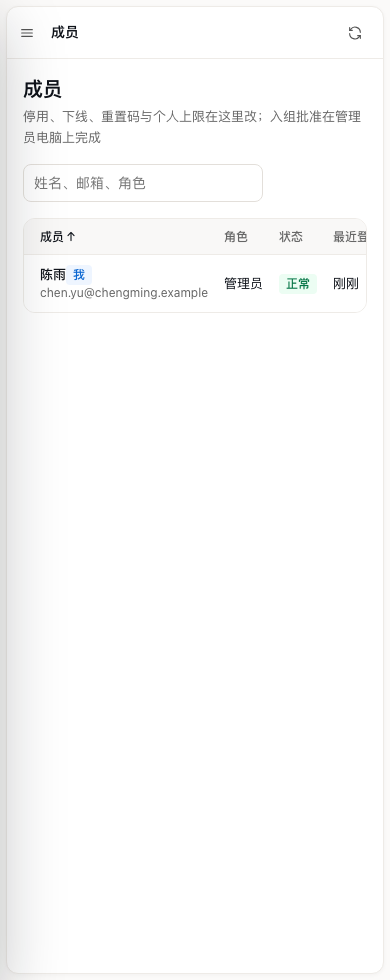 成员
成员
停用、下线、重置码与个人上限在这里改；入组批准在管理
员电脑上完成
姓名、邮箱、角色
成员 ↑ 角色 状态 最近登
陈雨 我 管理员 正常 刚刚
chen.yu@chengming.example